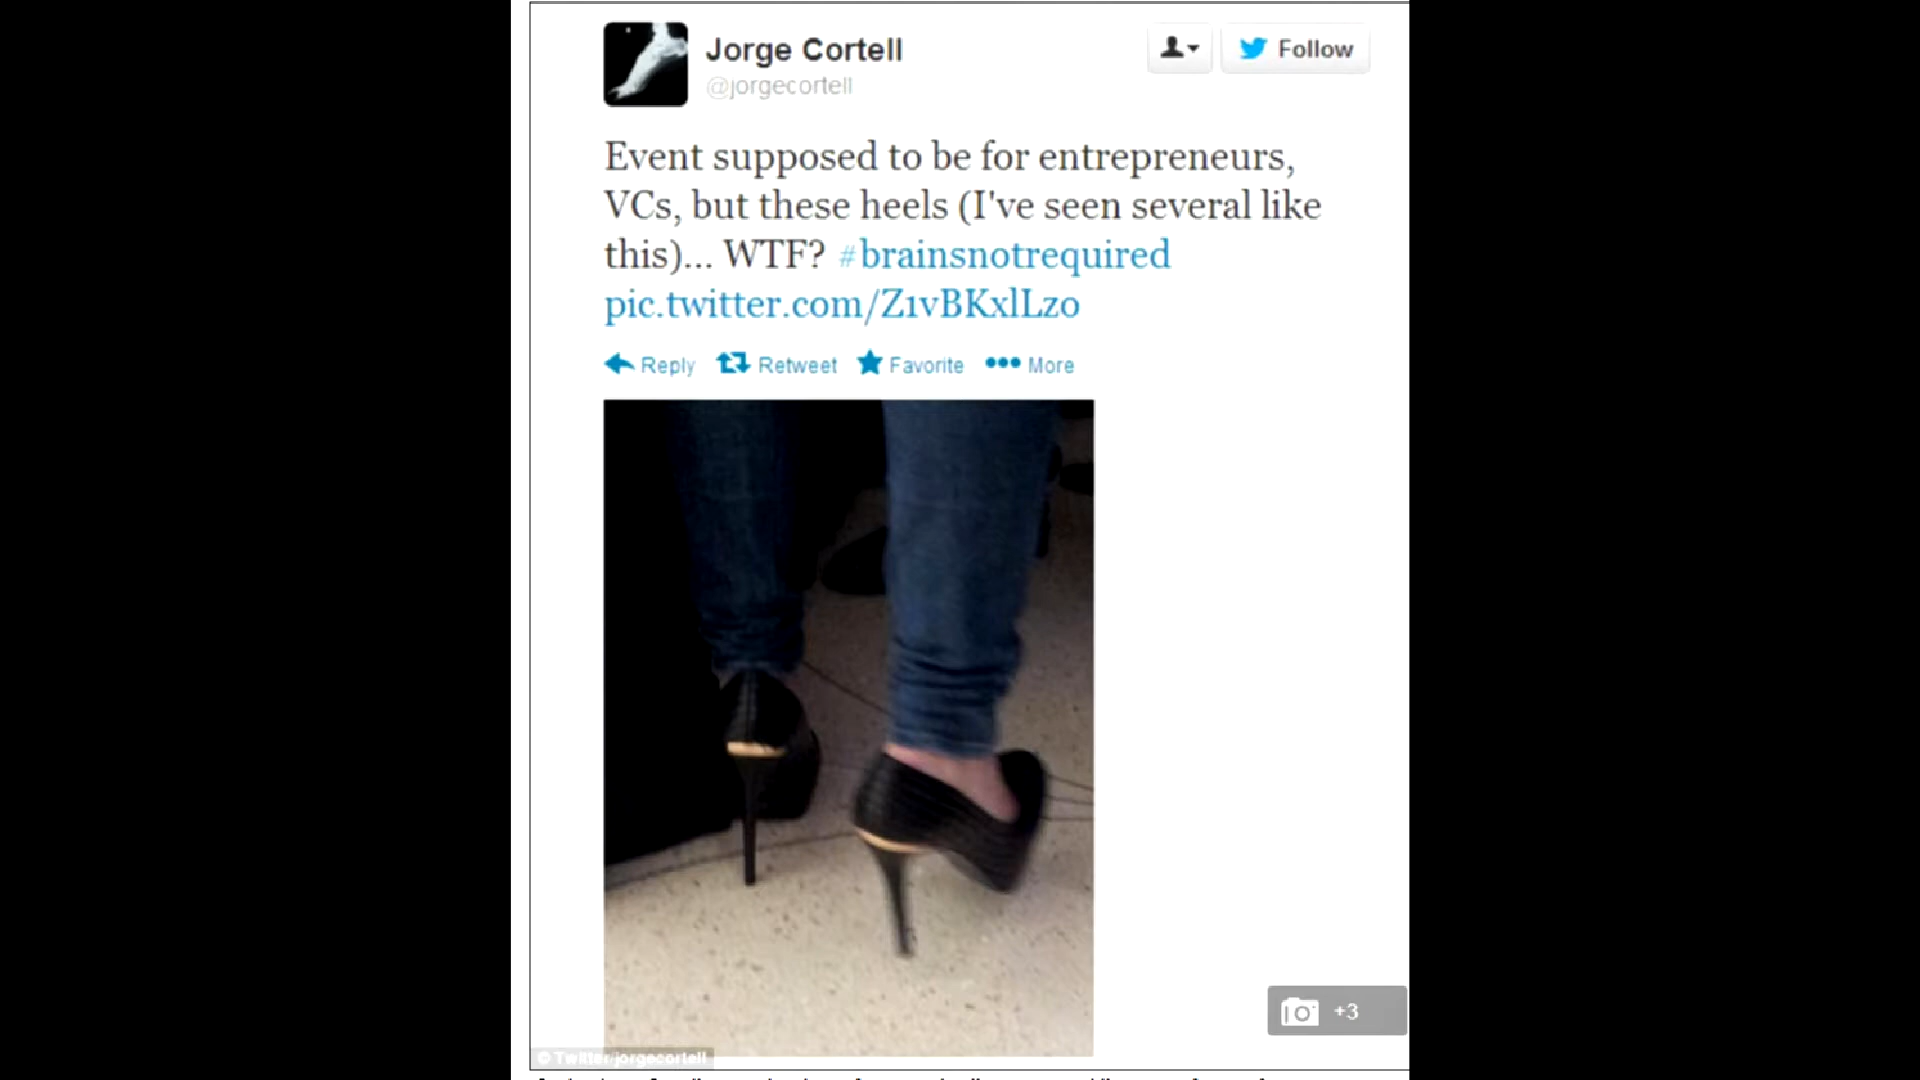 Jorge Cortell
@jorgecortell
Follow
Event supposed to be for entrepreneurs,
VCs, but these heels (I've seen several like
this)... WTF? #brainsnotrequired
pic.twitter.com/Z1vBKxlLzo
Reply Retweet Favorite More
+3
© Twitter/jorgecortell